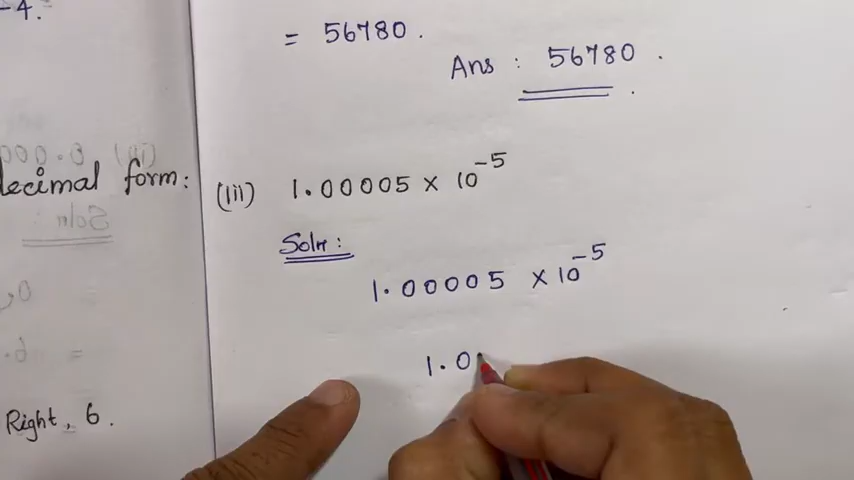 -4.
= 56780.
Ans : 56780.
decimal form:
(iii) 1.00005 × 10⁻⁵
Soln:
1.00005 × 10⁻⁵
1.0
Right, 6.